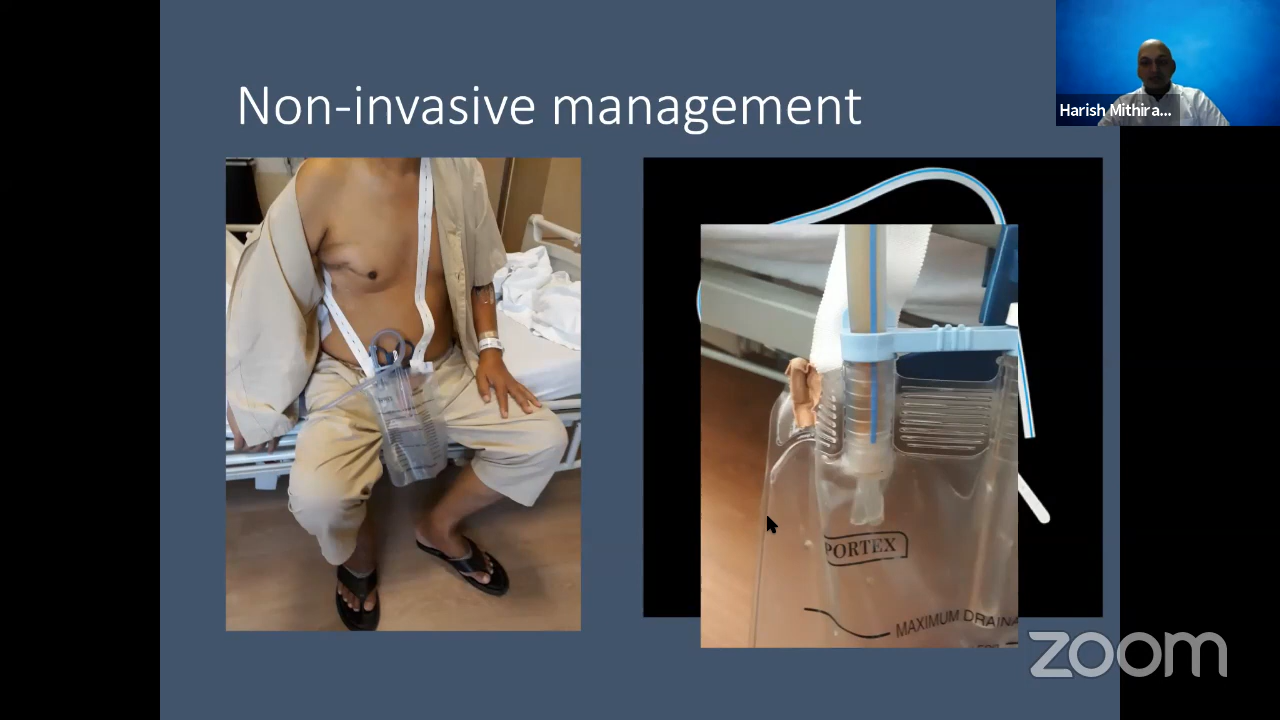 Non-invasive management
Harish Mithira...
PORTEX
MAXIMUM DRAINA
zoom